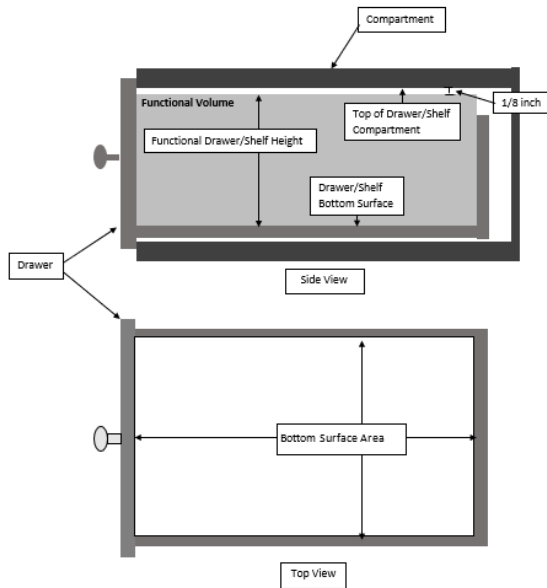 Compartment
Functional Volume
1/8 inch
Top of Drawer/Shelf
Compartment
Functional Drawer/Shelf Height
Drawer/Shelf
Bottom Surface
Drawer
Side View
Bottom Surface Area
Top View